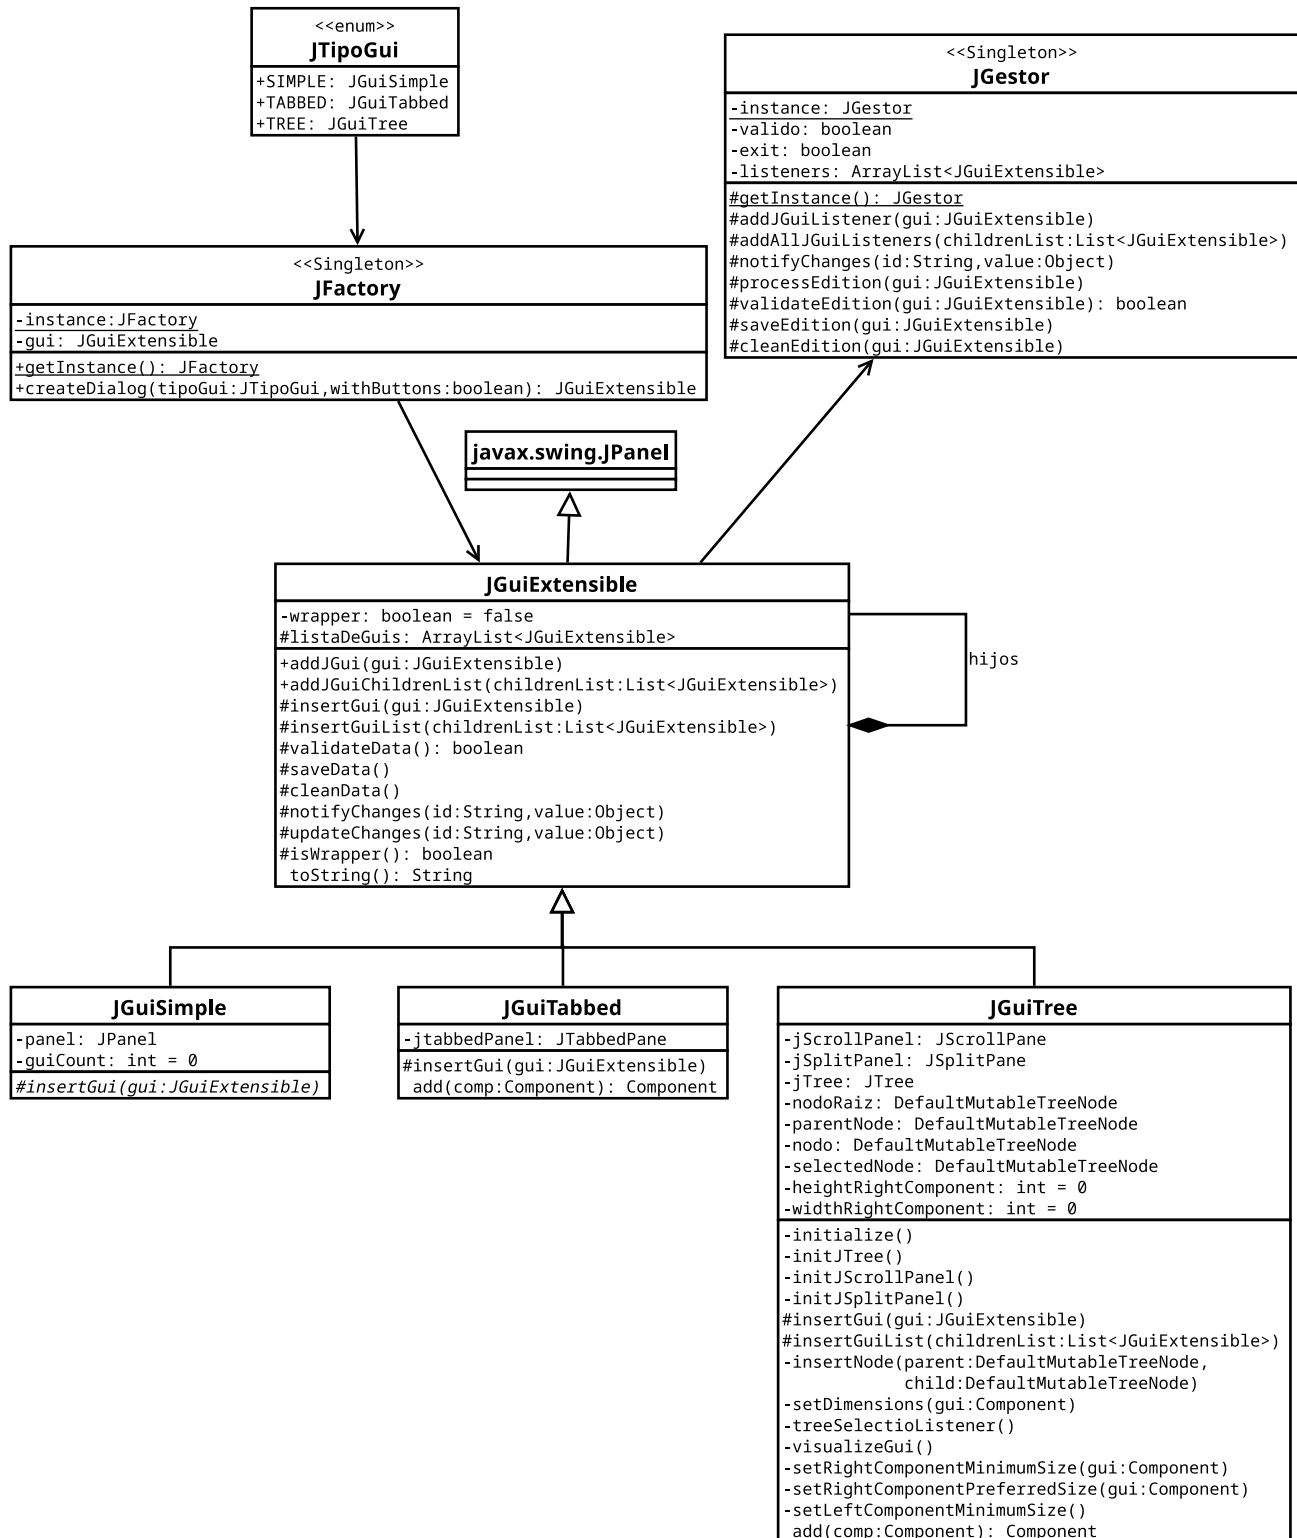 <<enum>>
JTipoGui
+SIMPLE: JGuiSimple
+TABBED: JGuiTabbed
+TREE: JGuiTree
<<Singleton>>
JGestor
-instance: JGestor
-valido: boolean
-exit: boolean
-listeners: ArrayList<JGuiExtensible>
#getInstance(): JGestor
#addJGuiListener(gui:JGuiExtensible)
#addAllJGuiListeners(childrenList:List<JGuiExtensible>)
#notifyChanges(id:String,value:Object)
#processEdition(gui:JGuiExtensible)
#validateEdition(gui:JGuiExtensible): boolean
#saveEdition(gui:JGuiExtensible)
#cleanEdition(gui:JGuiExtensible)
<<Singleton>>
JFactory
-instance:JFactory
-gui: JGuiExtensible
+getInstance(): JFactory
+createDialog(tipoGui:JTipoGui,withButtons:boolean): JGuiExtensible
javax.swing.JPanel
JGuiExtensible
-wrapper: boolean = false
#listaDeGuis: ArrayList<JGuiExtensible>
+addJGui(gui:JGuiExtensible)
+addJGuiChildrenList(childrenList:List<JGuiExtensible>)
#insertGui(gui:JGuiExtensible)
#insertGuiList(childrenList:List<JGuiExtensible>)
#validateData(): boolean
#saveData()
#cleanData()
#notifyChanges(id:String,value:Object)
#updateChanges(id:String,value:Object)
#isWrapper(): boolean
toString(): String
hijos
JGuiSimple
-panel: JPanel
-guiCount: int = 0
#insertGui(gui:JGuiExtensible)
JGuiTabbed
-jtabbedPanel: JTabbedPane
#insertGui(gui:JGuiExtensible)
add(comp:Component): Component
JGuiTree
-jScrollPanel: JScrollPane
-jSplitPanel: JSplitPane
-jTree: JTree
-nodoRaiz: DefaultMutableTreeNode
-parentNode: DefaultMutableTreeNode
-nodo: DefaultMutableTreeNode
-selectedNode: DefaultMutableTreeNode
-heightRightComponent: int = 0
-widthRightComponent: int = 0
-initialize()
-initJTree()
-initJScrollPanel()
-initJSplitPanel()
#insertGui(gui:JGuiExtensible)
#insertGuiList(childrenList:List<JGuiExtensible>)
-insertNode(parent:DefaultMutableTreeNode,
child:DefaultMutableTreeNode)
-setDimensions(gui:Component)
-treeSelectioListener()
-visualizeGui()
-setRightComponentMinimumSize(gui:Component)
-setRightComponentPreferredSize(gui:Component)
-setLeftComponentMinimumSize()
add(comp:Component): Component